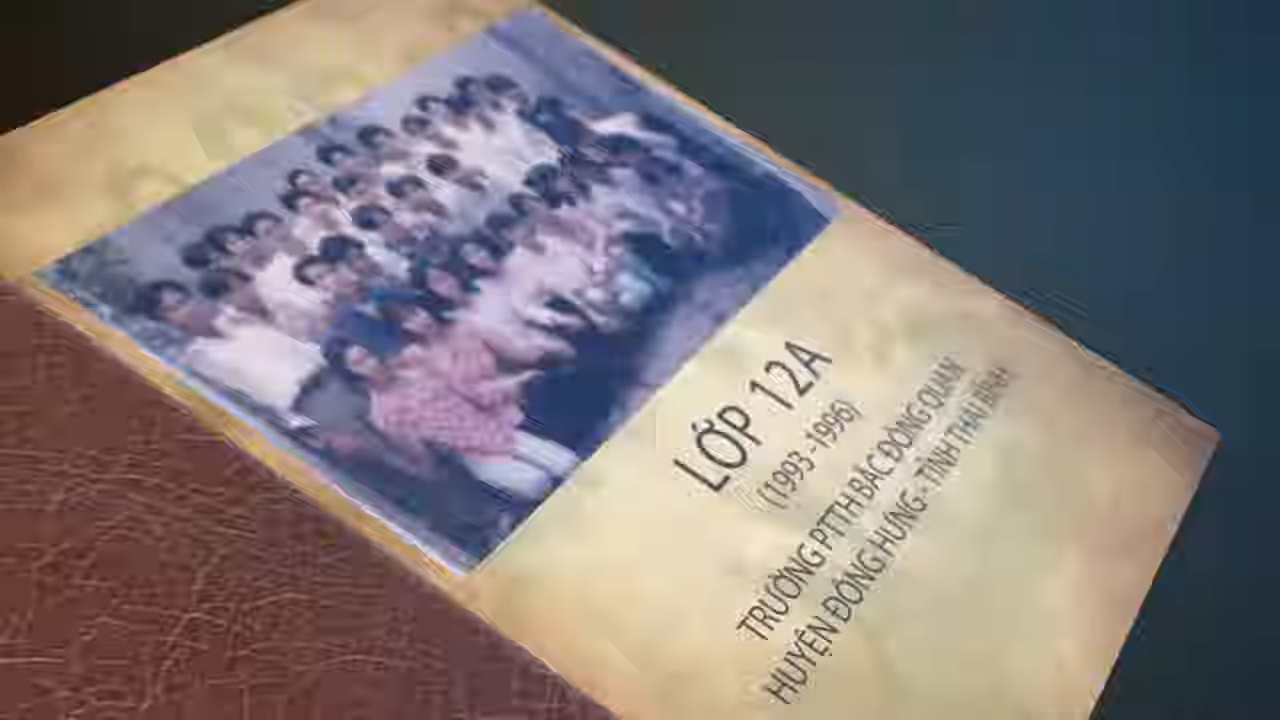 LỚP 12A
(1993 - 1996)
TRƯỜNG PTTH BẮC ĐÔNG QUAN
HUYỆN ĐÔNG HƯNG - TỈNH THÁI BÌNH